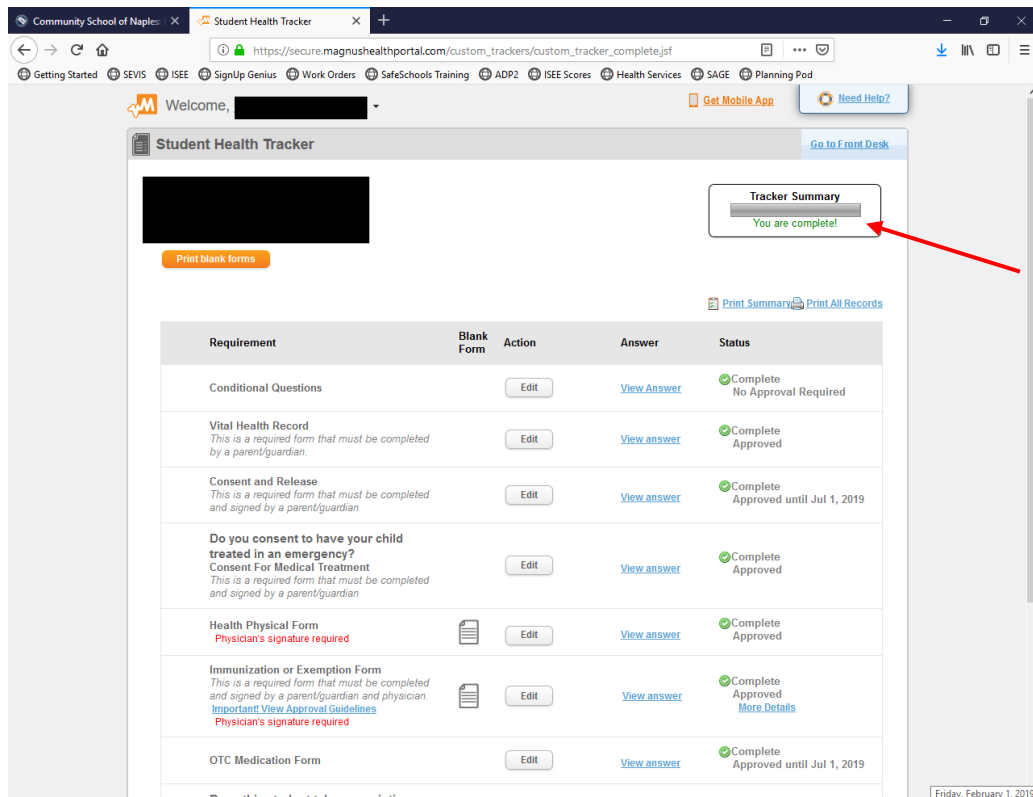 Community School of Naples:
Student Health Tracker
https://secure.magnushealthportal.com/custom_trackers/custom_tracker_complete.jsf
Getting Started SEVIS ISEE SignUp Genius Work Orders SafeSchools Training ADP2 ISEE Scores Health Services SAGE Planning Pod
Welcome,
Get Mobile App
Need Help?
Student Health Tracker
Go to Front Desk
Tracker Summary
You are complete!
Print blank forms
Print Summary Print All Records
Requirement Blank Form Action Answer Status
Conditional Questions Edit View Answer Complete
No Approval Required
Vital Health Record
This is a required form that must be completed
by a parent/guardian.
Edit View answer Complete
Approved
Consent and Release
This is a required form that must be completed
and signed by a parent/guardian
Edit View answer Complete
Approved until Jul 1, 2019
Do you consent to have your child
treated in an emergency?
Consent For Medical Treatment
This is a required form that must be completed
and signed by a parent/guardian
Edit View answer Complete
Approved
Health Physical Form
Physician's signature required
Edit View answer Complete
Approved
Immunization or Exemption Form
This is a required form that must be completed
and signed by a parent/guardian and physician.
Important! View Approval Guidelines
Physician's signature required
Edit View answer Complete
Approved
More Details
OTC Medication Form Edit View answer Complete
Approved until Jul 1, 2019
Friday, February 1, 2019